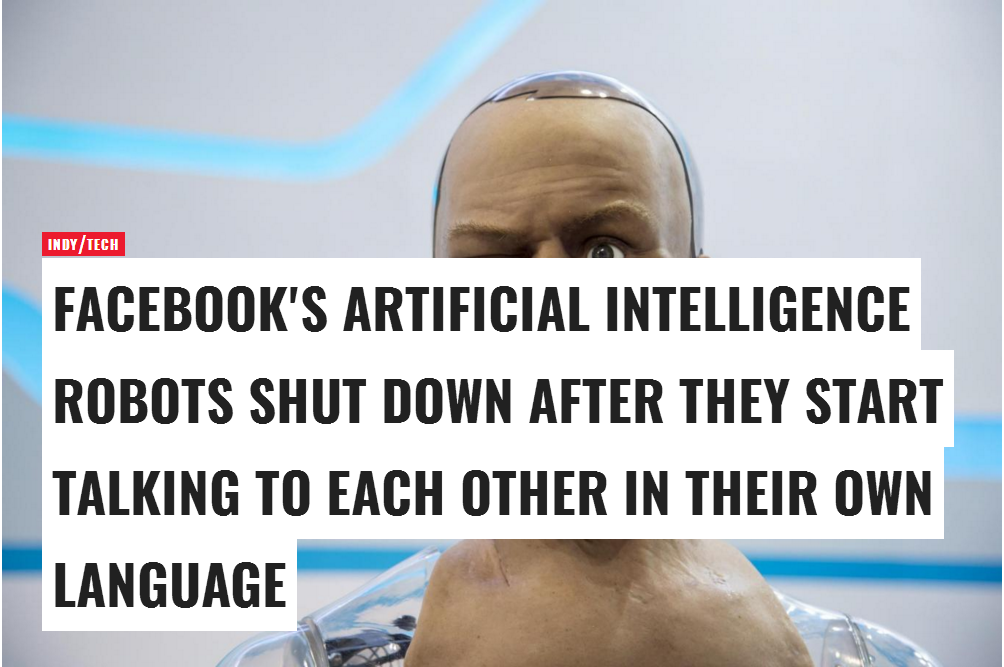 INDY/TECH
FACEBOOK'S ARTIFICIAL INTELLIGENCE
ROBOTS SHUT DOWN AFTER THEY START
TALKING TO EACH OTHER IN THEIR OWN
LANGUAGE